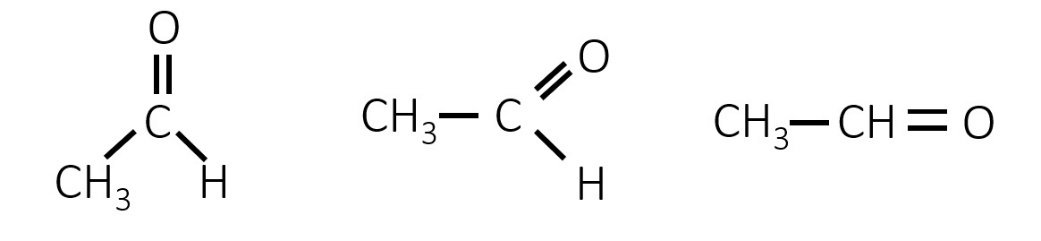 O
C
CH₃ H
CH₃ C O
H
CH₃ CH O